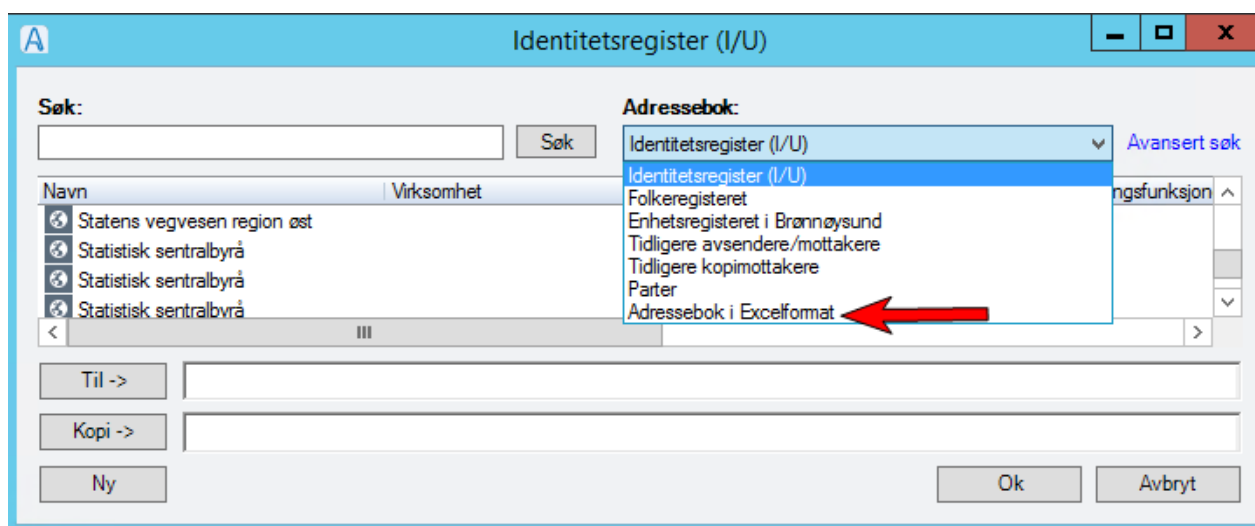 A
Identitetsregister (I/U)
Søk:
Adressebok:
Søk
Identitetsregister (I/U)
Avansert søk
Identitetsregister (I/U)
Folkeregisteret
Enhetsregisteret i Brønnøysund
Tidligere avsendere/mottakere
Tidligere kopimottakere
Parter
Adressebok i Excelformat
Navn
Virksomhet
ngsfunksjon
Statens vegvesen region øst
Statistisk sentralbyrå
Statistisk sentralbyrå
Statistisk sentralbyrå
Til ->
Kopi ->
Ny
Ok
Avbryt